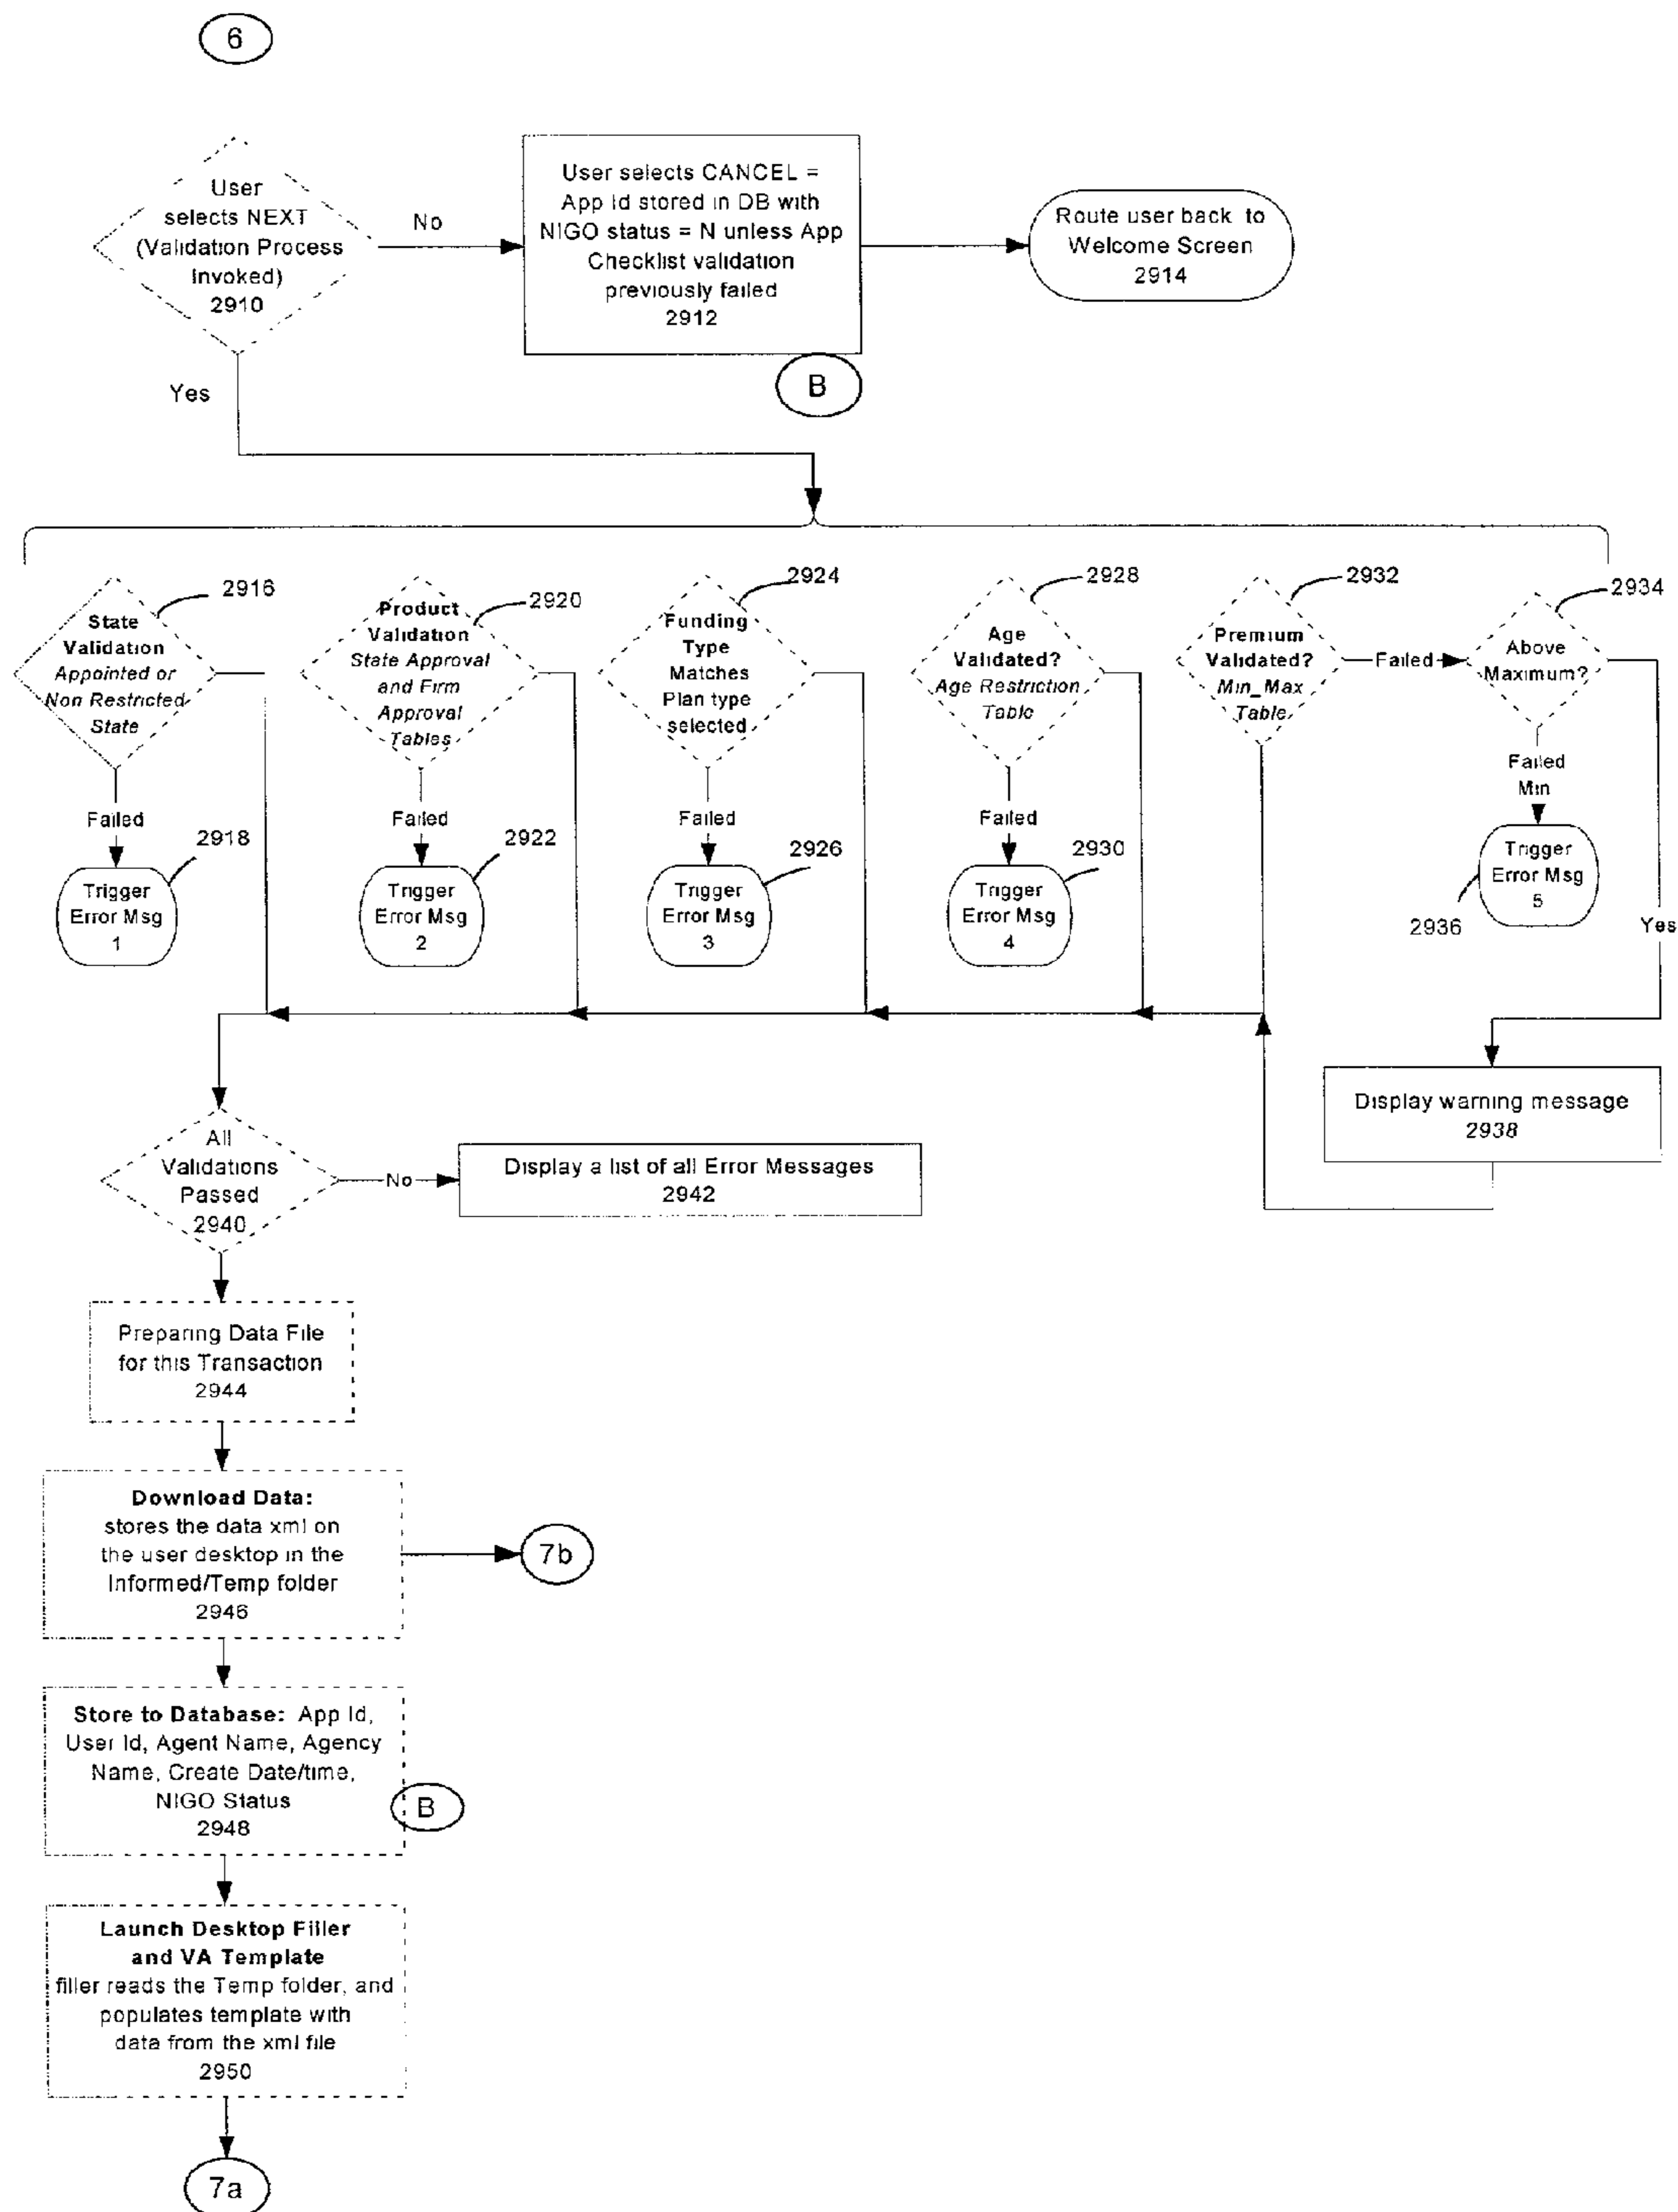 6
User
selects NEXT
(Validation Process
Invoked)
2910
No
Yes
User selects CANCEL =
App Id stored in DB with
NIGO status = N unless App
Checklist validation
previously failed
2912
B
Route user back to
Welcome Screen
2914
State
Validation
Appointed or
Non Restricted
State
2916
Failed
Trigger
Error Msg
1
2918
Product
Validation
State Approval
and Firm
Approval
Tables
2920
Failed
Trigger
Error Msg
2
2922
Funding
Type
Matches
Plan type
selected
2924
Failed
Trigger
Error Msg
3
2926
Age
Validated?
Age Restriction
Table
2928
Failed
Trigger
Error Msg
4
2930
Premium
Validated?
Min_Max
Table
2932
Failed
Above
Maximum?
2934
Failed
Min
Trigger
Error Msg
5
2936
Yes
Display warning message
2938
All
Validations
Passed
2940
No
Display a list of all Error Messages
2942
Preparing Data File
for this Transaction
2944
Download Data:
stores the data xml on
the user desktop in the
Informed/Temp folder
2946
7b
Store to Database: App Id,
User Id, Agent Name, Agency
Name, Create Date/time,
NIGO Status
2948
B
Launch Desktop Filler
and VA Template
filler reads the Temp folder, and
populates template with
data from the xml file
2950
7a